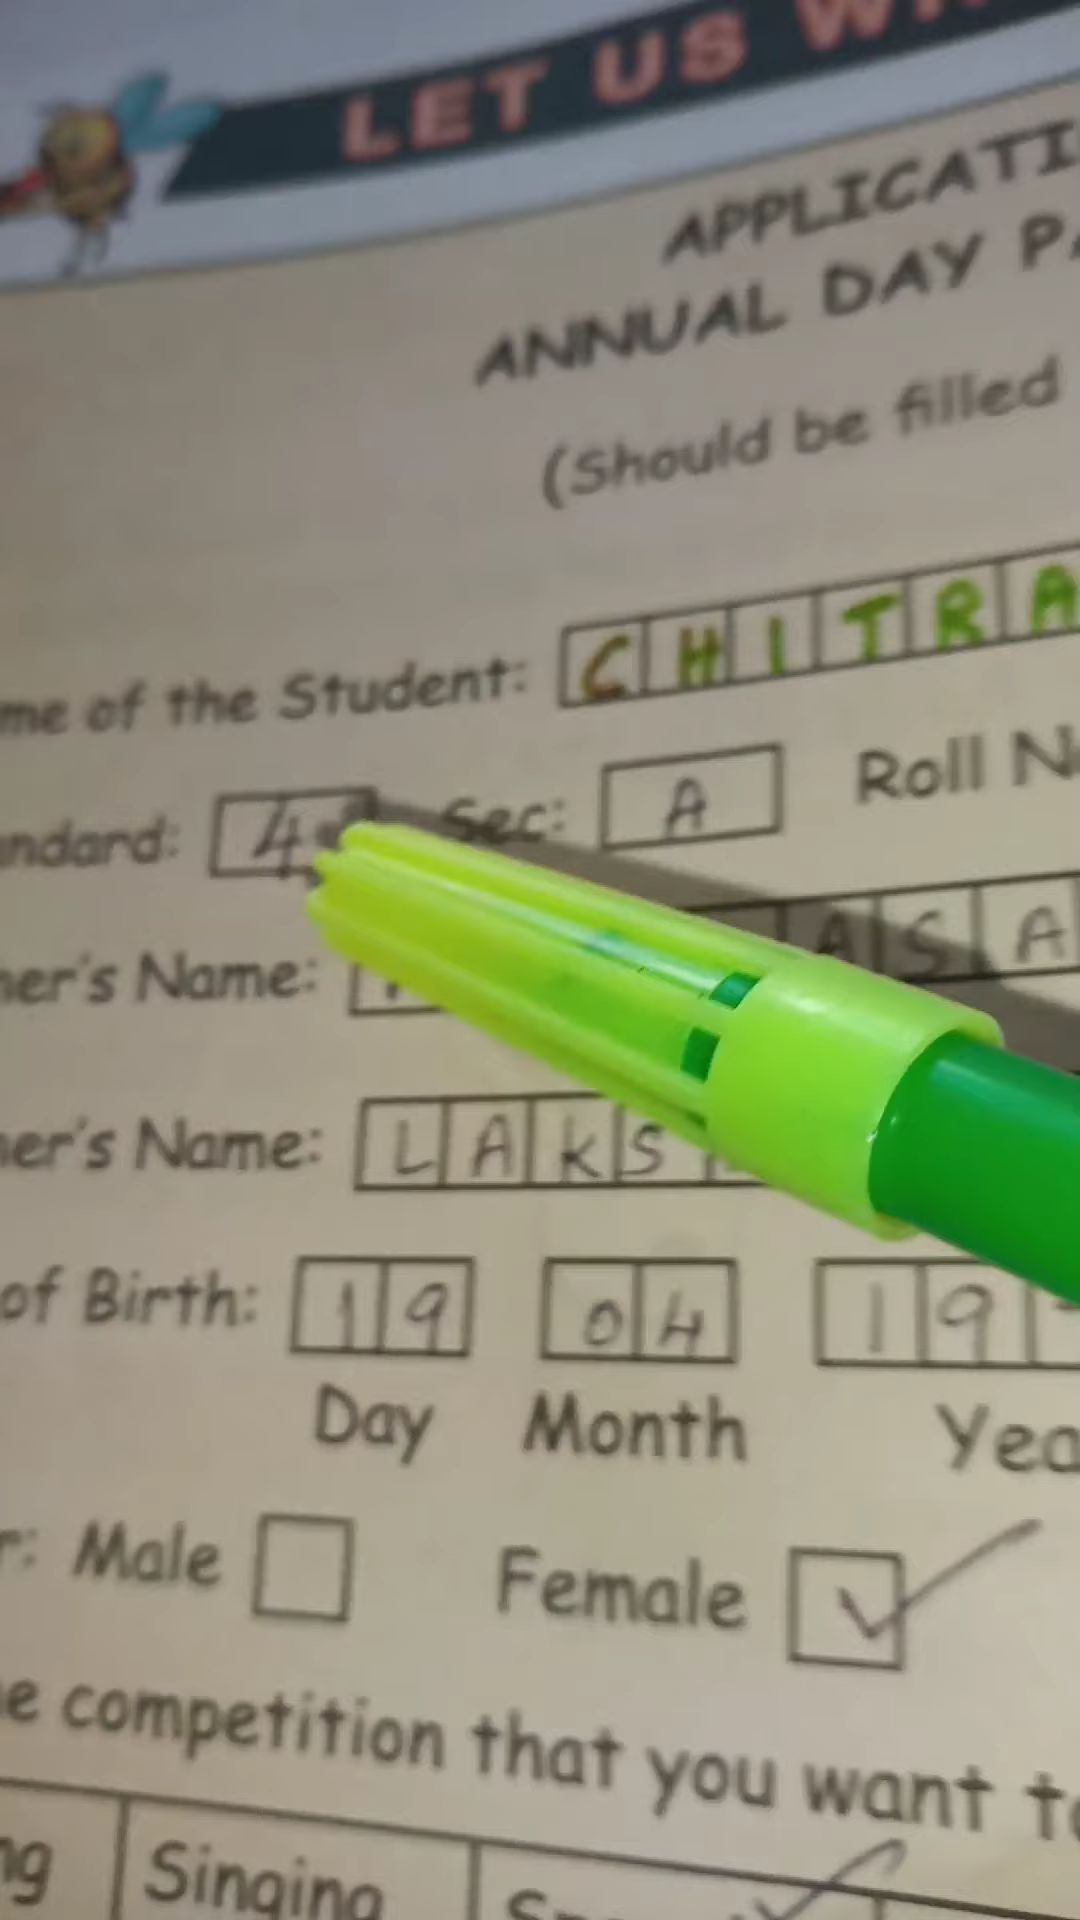 LET US
APPLICATI
ANNUAL DAY PA
(Should be filled
me of the Student: CHITRA
ndard: 4 Sec: A Roll N
her's Name: ASA
her's Name: LAKS
of Birth: 19 04 19
Day Month Yea
r: Male Female
e competition that you want to
ng Singing